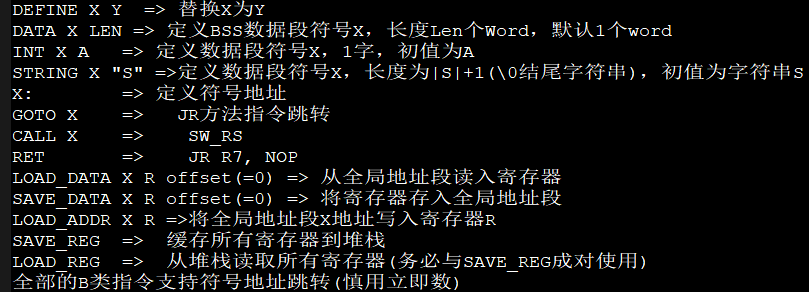 DEFINE X Y  => 替换X为Y
DATA X LEN => 定义BSS数据段符号X，长度Len个Word，默认1个word
INT X A   => 定义数据段符号X，1字，初值为A
STRING X "S" =>定义数据段符号X，长度为|S|+1(\0结尾字符串)，初值为字符串S
X:       => 定义符号地址
GOTO X    =>   JR方法指令跳转
CALL X    =>    SW_RS
RET      =>    JR R7, NOP
LOAD_DATA X R offset(=0) => 从全局地址段读入寄存器
SAVE_DATA X R offset(=0) => 将寄存器存入全局地址段
LOAD_ADDR X R =>将全局地址段X地址写入寄存器R
SAVE_REG  =>  缓存所有寄存器到堆栈
LOAD_REG  =>  从堆栈读取所有寄存器(务必与SAVE_REG成对使用)
全部的B类指令支持符号地址跳转(慎用立即数)